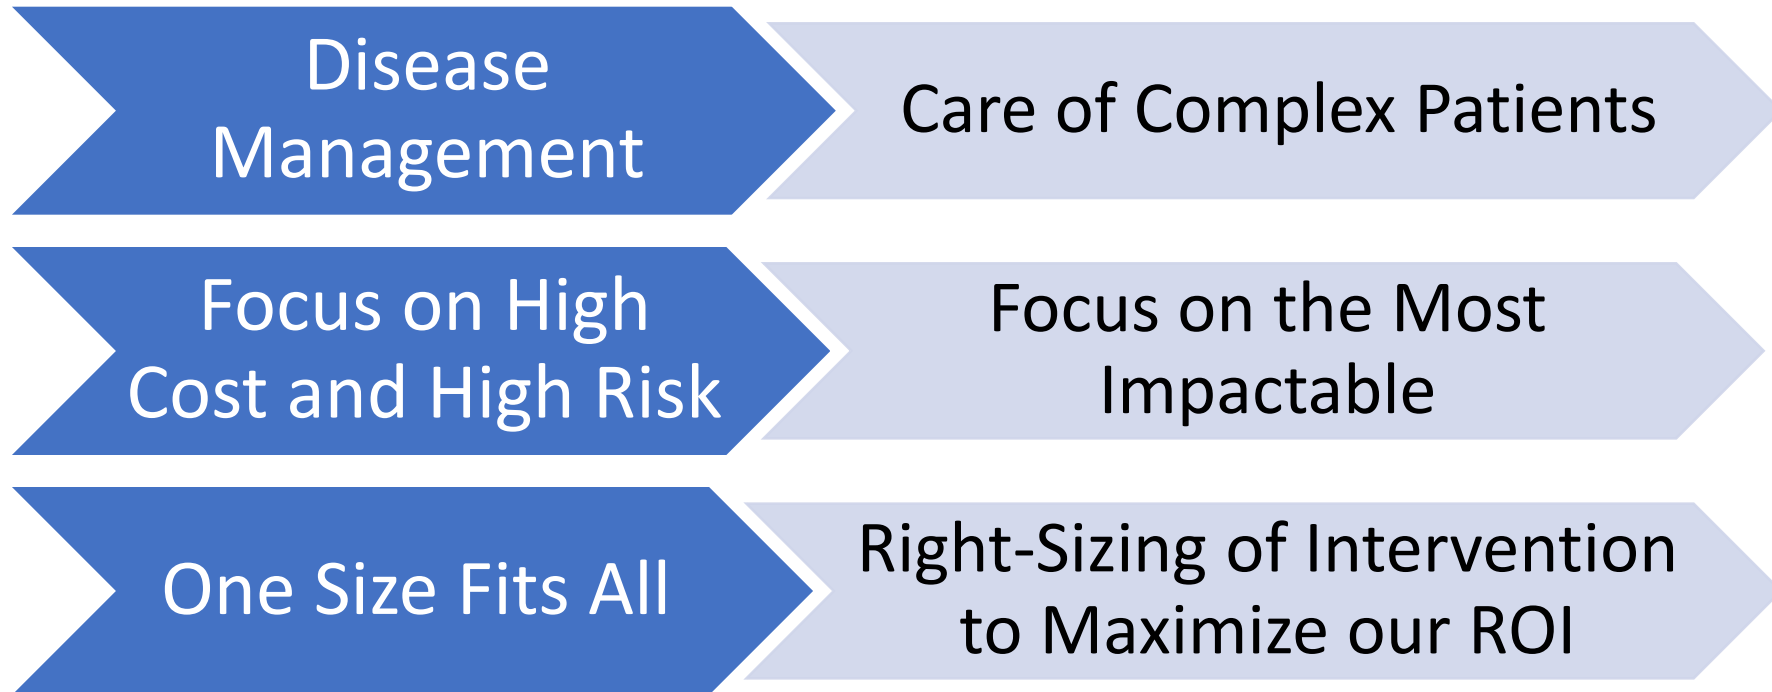 Disease
Management
Care of Complex Patients
Focus on High
Cost and High Risk
Focus on the Most
Impactable
One Size Fits All
Right-Sizing of Intervention
to Maximize our ROI